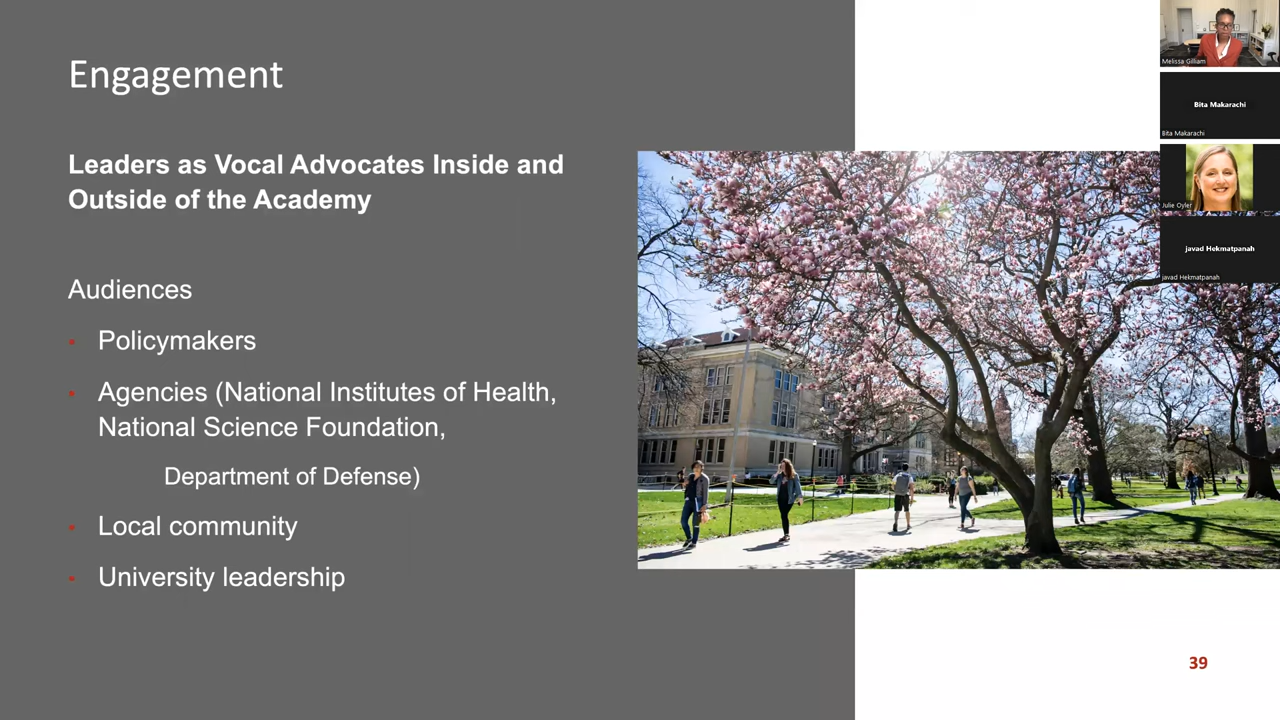 Engagement
Leaders as Vocal Advocates Inside and
Outside of the Academy
Audiences
• Policymakers
• Agencies (National Institutes of Health,
National Science Foundation,
Department of Defense)
• Local community
• University leadership
39
Melissa Gilliam
Bita Makarachi
Bita Makarachi
Julie Oyler
javad Hekmatpanah
javad Hekmatpanah